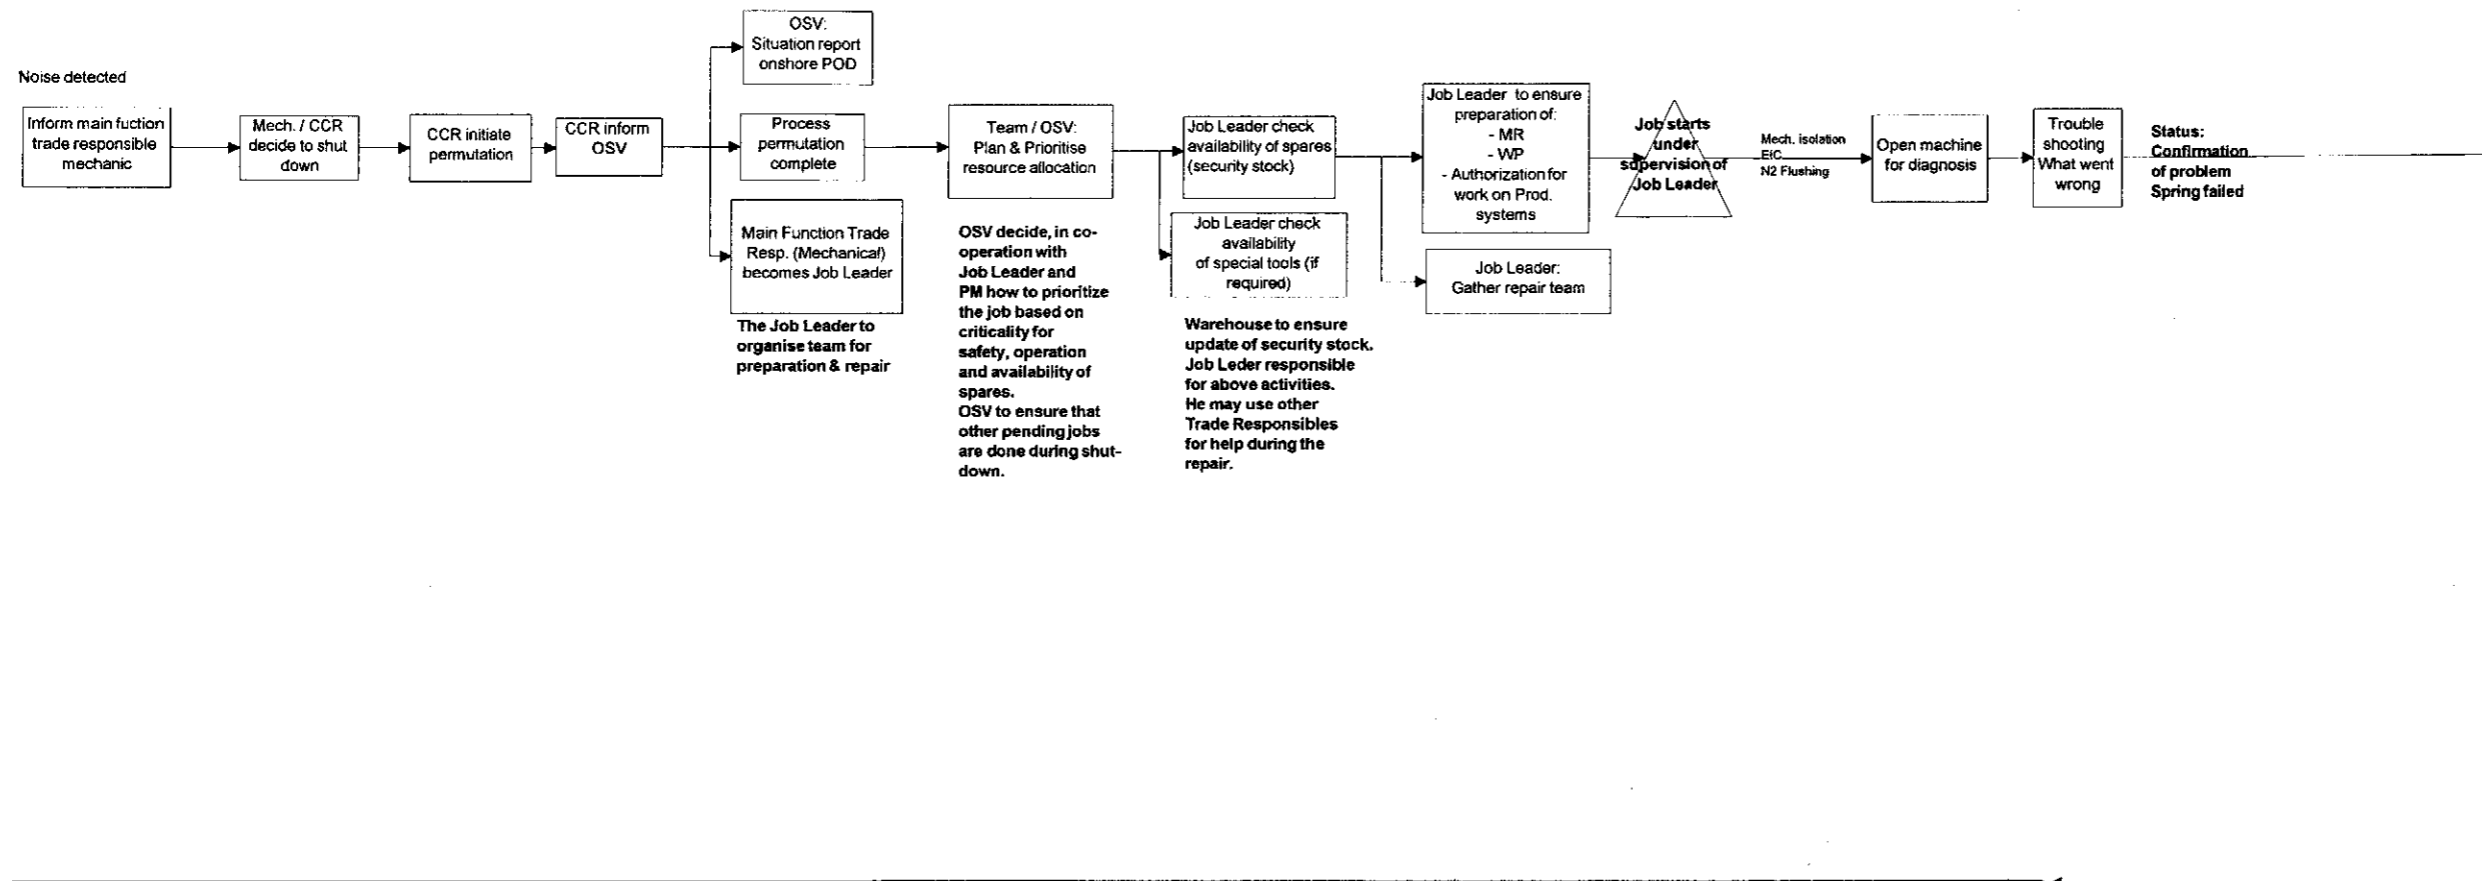 Noise detected
Inform main fuction
trade responsible
mechanic
Mech. / CCR
decide to shut
down
CCR initiate
permutation
CCR inform
OSV
OSV:
Situation report
onshore POD
Process
permutation
complete
Main Function Trade
Resp. (Mechanical)
becomes Job Leader
The Job Leader to
organise team for
preparation & repair
Team / OSV:
Plan & Prioritise
resource allocation
OSV decide, in co-
operation with
Job Leader and
PM how to prioritize
the job based on
criticality for
safety, operation
and availability of
spares.
OSV to ensure that
other pending jobs
are done during shut-
down.
Job Leader check
availability of spares
(security stock)
Job Leader check
availability
of special tools (if
required)
Warehouse to ensure
update of security stock.
Job Leder responsible
for above activities.
He may use other
Trade Responsibles
for help during the
repair.
Job Leader to ensure
preparation of:
- MR
- WP
- Authorization for
work on Prod.
systems
Job Leader:
Gather repair team
Job starts
under
supervision of
Job Leader
Mech. isolation
EIC
N2 Flushing
Open machine
for diagnosis
Trouble
shooting
What went
wrong
Status:
Confirmation
of problem
Spring failed